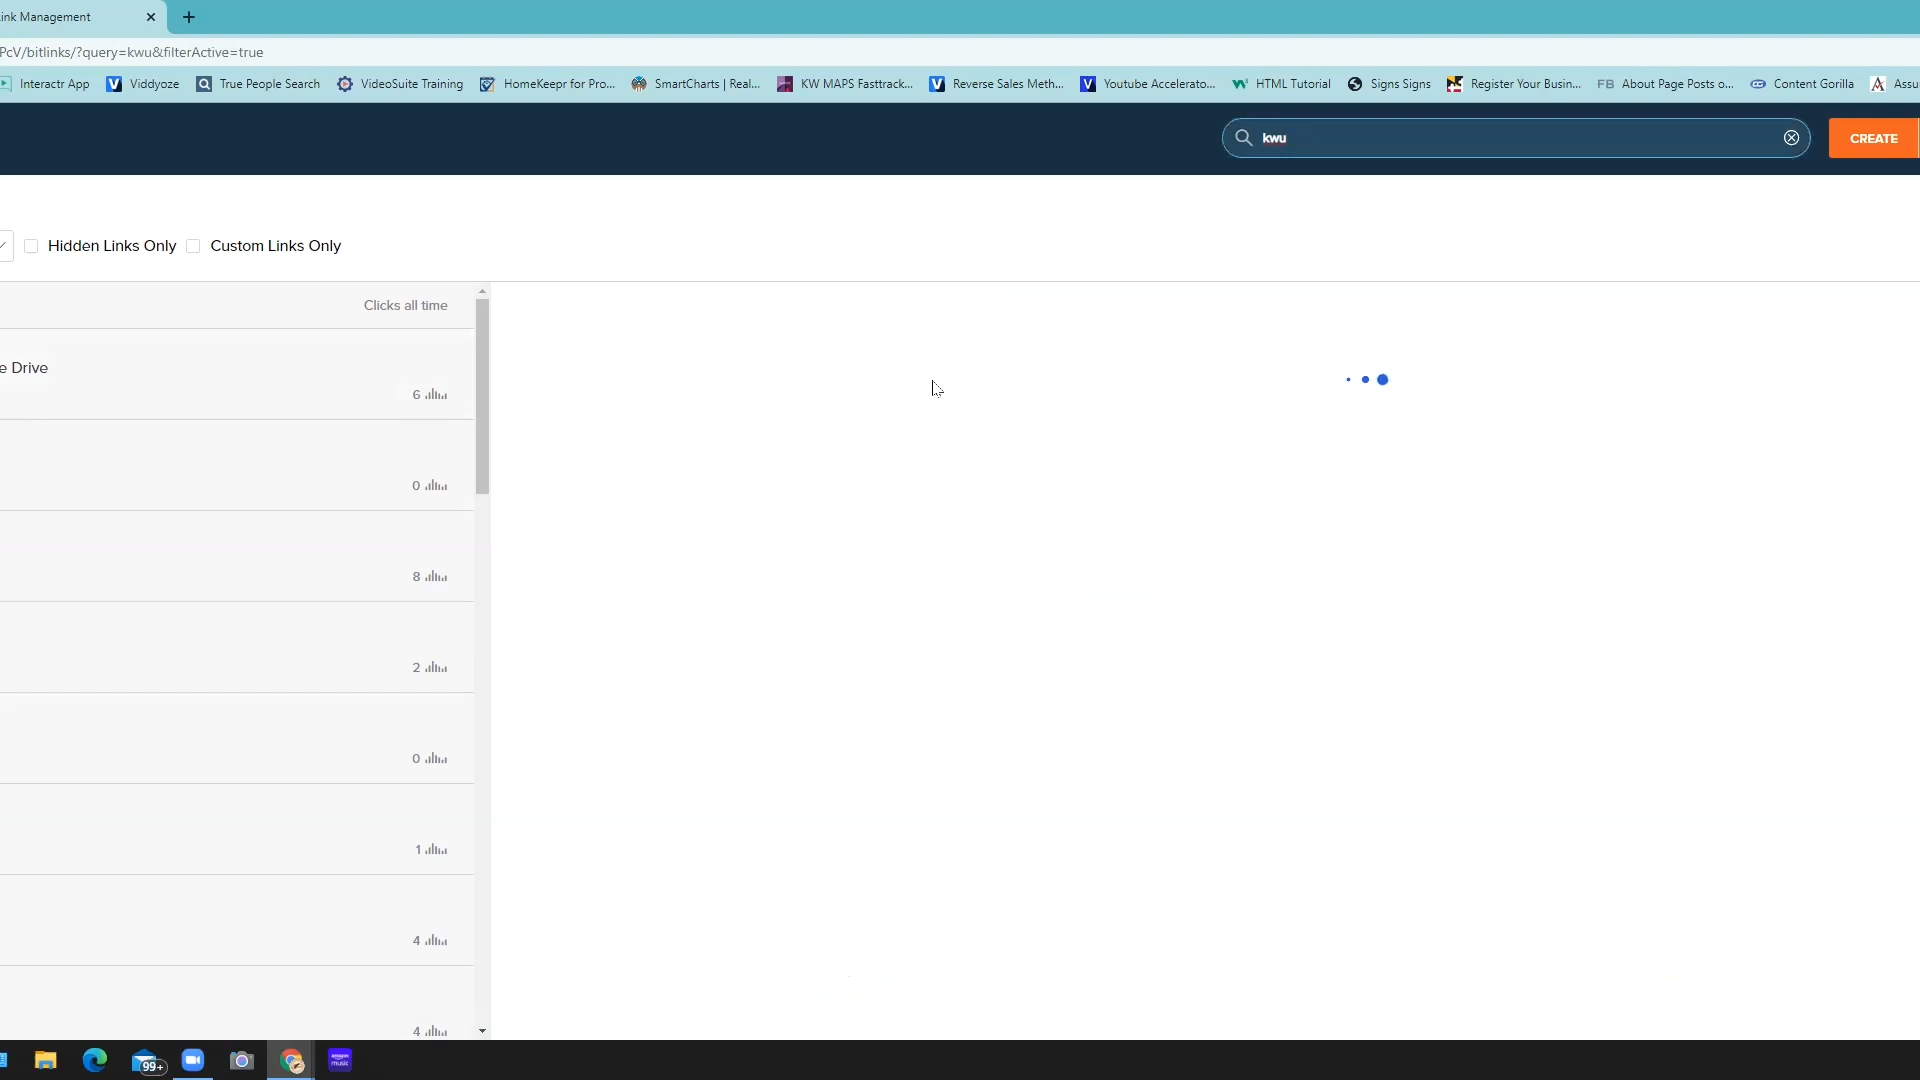 ink Management
PcV/bitlinks/?query=kwu&filterActive=true
Interactr App Viddyoze True People Search VideoSuite Training HomeKeepr for Pro... SmartCharts | Real... KW MAPS Fasttrack... Reverse Sales Meth... Youtube Accelerato... HTML Tutorial Signs Signs Register Your Busin... FB About Page Posts o... Content Gorilla Assu
kwu
CREATE
Hidden Links Only Custom Links Only
Clicks all time
e Drive
6
0
8
2
0
1
4
4
99+
amazon music